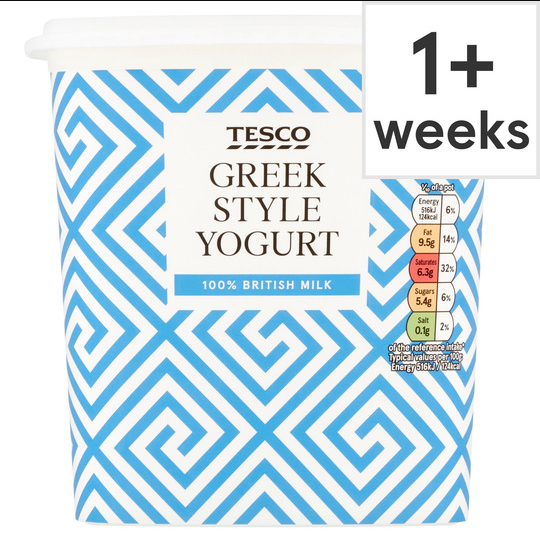 1+
weeks
TESCO
GREEK
STYLE
YOGURT
100% BRITISH MILK
of a pot
Energy
516kJ
124kcal
6%
Fat
9.5g
14%
Saturates
6.3g
32%
Sugars
5.4g
6%
Salt
0.1g
2%
of the reference intake*
Typical values per 100g
Energy 516kJ / 124kcal